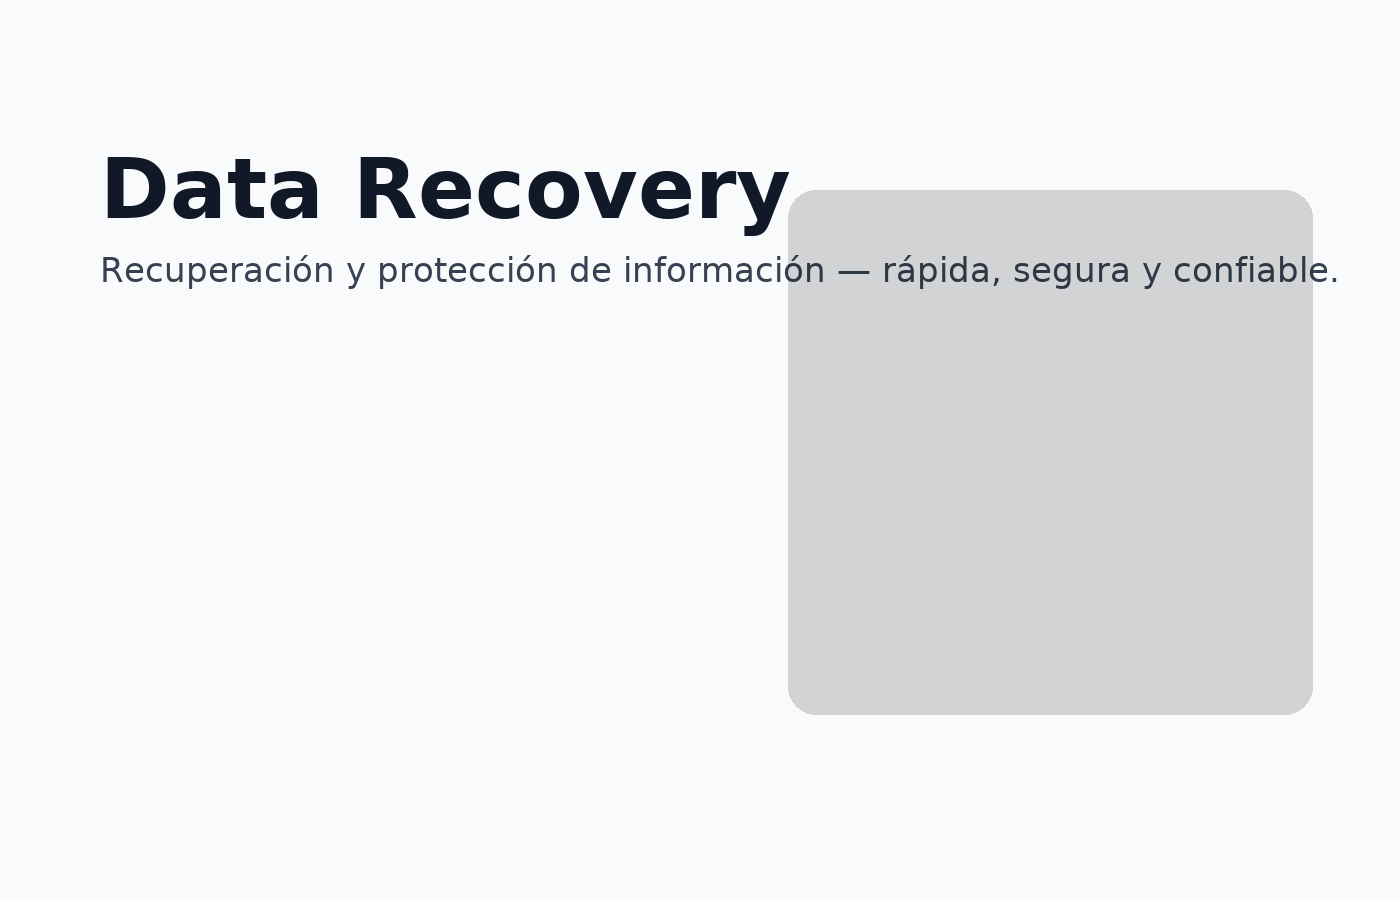 Data Recovery
Recuperación y protección de información — rápida, segura y confiable.